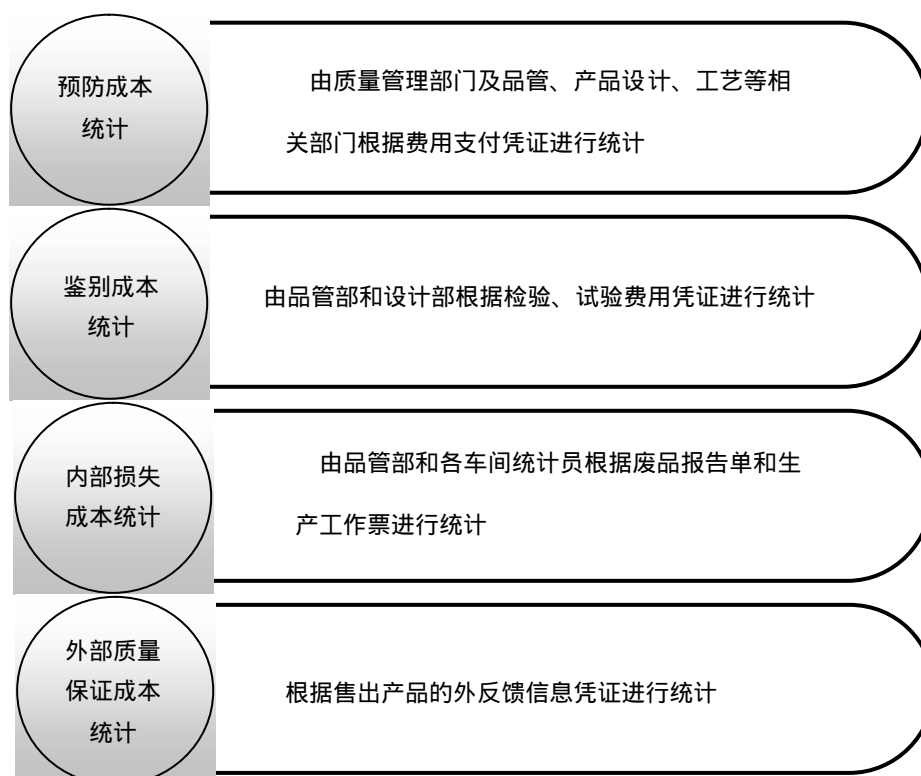 预防成本
统计
由质量管理部门及品管、产品设计、工艺等相
关部门根据费用支付凭证进行统计
鉴别成本
统计
由品管部和设计部根据检验、试验费用凭证进行统计
内部损失
成本统计
由品管部和各车间统计员根据废品报告单和生
产工作票进行统计
外部质量
保证成本
统计
根据售出产品的外反馈信息凭证进行统计